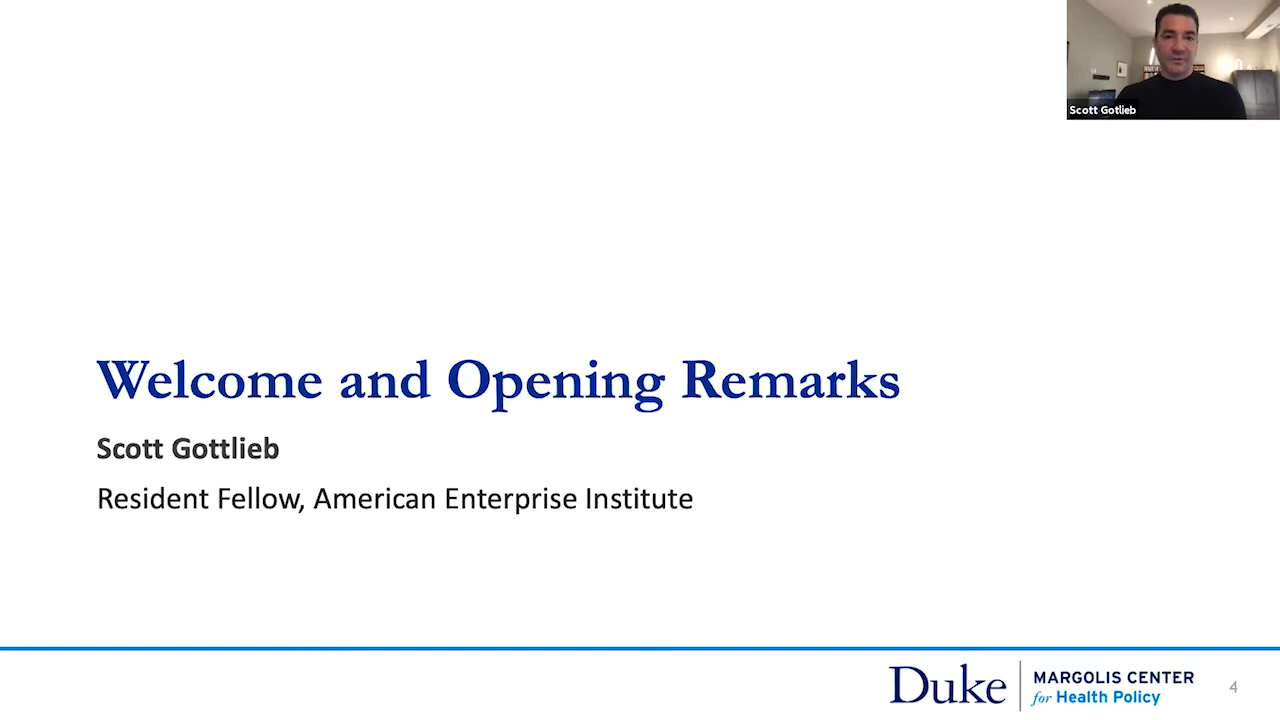 Scott Gotlieb
Welcome and Opening Remarks
Scott Gottlieb
Resident Fellow, American Enterprise Institute
Duke
MARGOLIS CENTER
for Health Policy
4